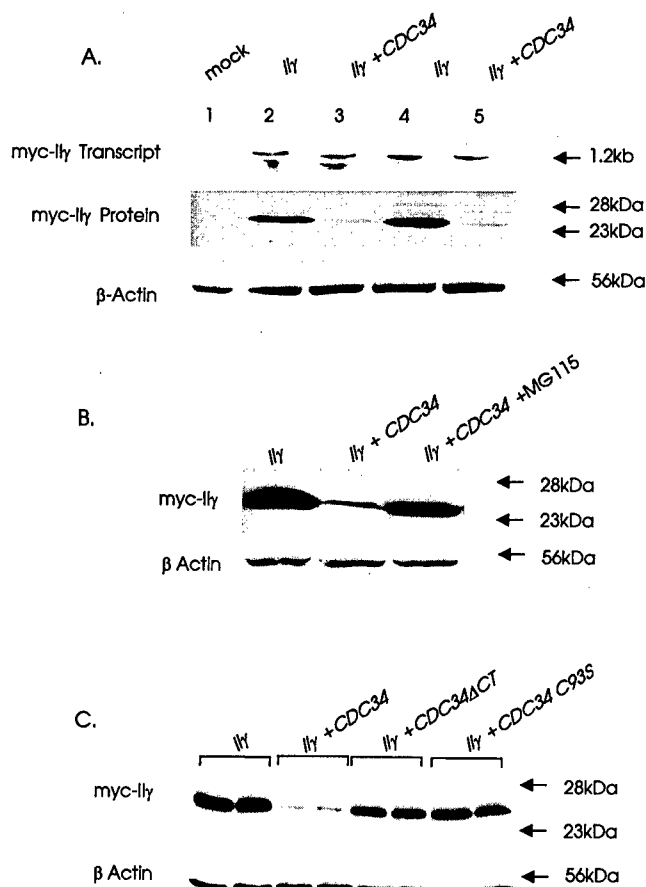 A.
mock IIγ IIγ +CDC34 IIγ IIγ +CDC34
1 2 3 4 5
myc-IIγ Transcript 1.2kb
28kDa
myc-IIγ Protein
23kDa
56kDa
β-Actin
B.
IIγ IIγ + CDC34 IIγ +CDC34 +MG115
28kDa
myc-IIγ
23kDa
56kDa
β Actin
C.
IIγ IIγ +CDC34 IIγ +CDC34ΔCT IIγ +CDC34 C93S
28kDa
myc-IIγ
23kDa
β Actin 56kDa